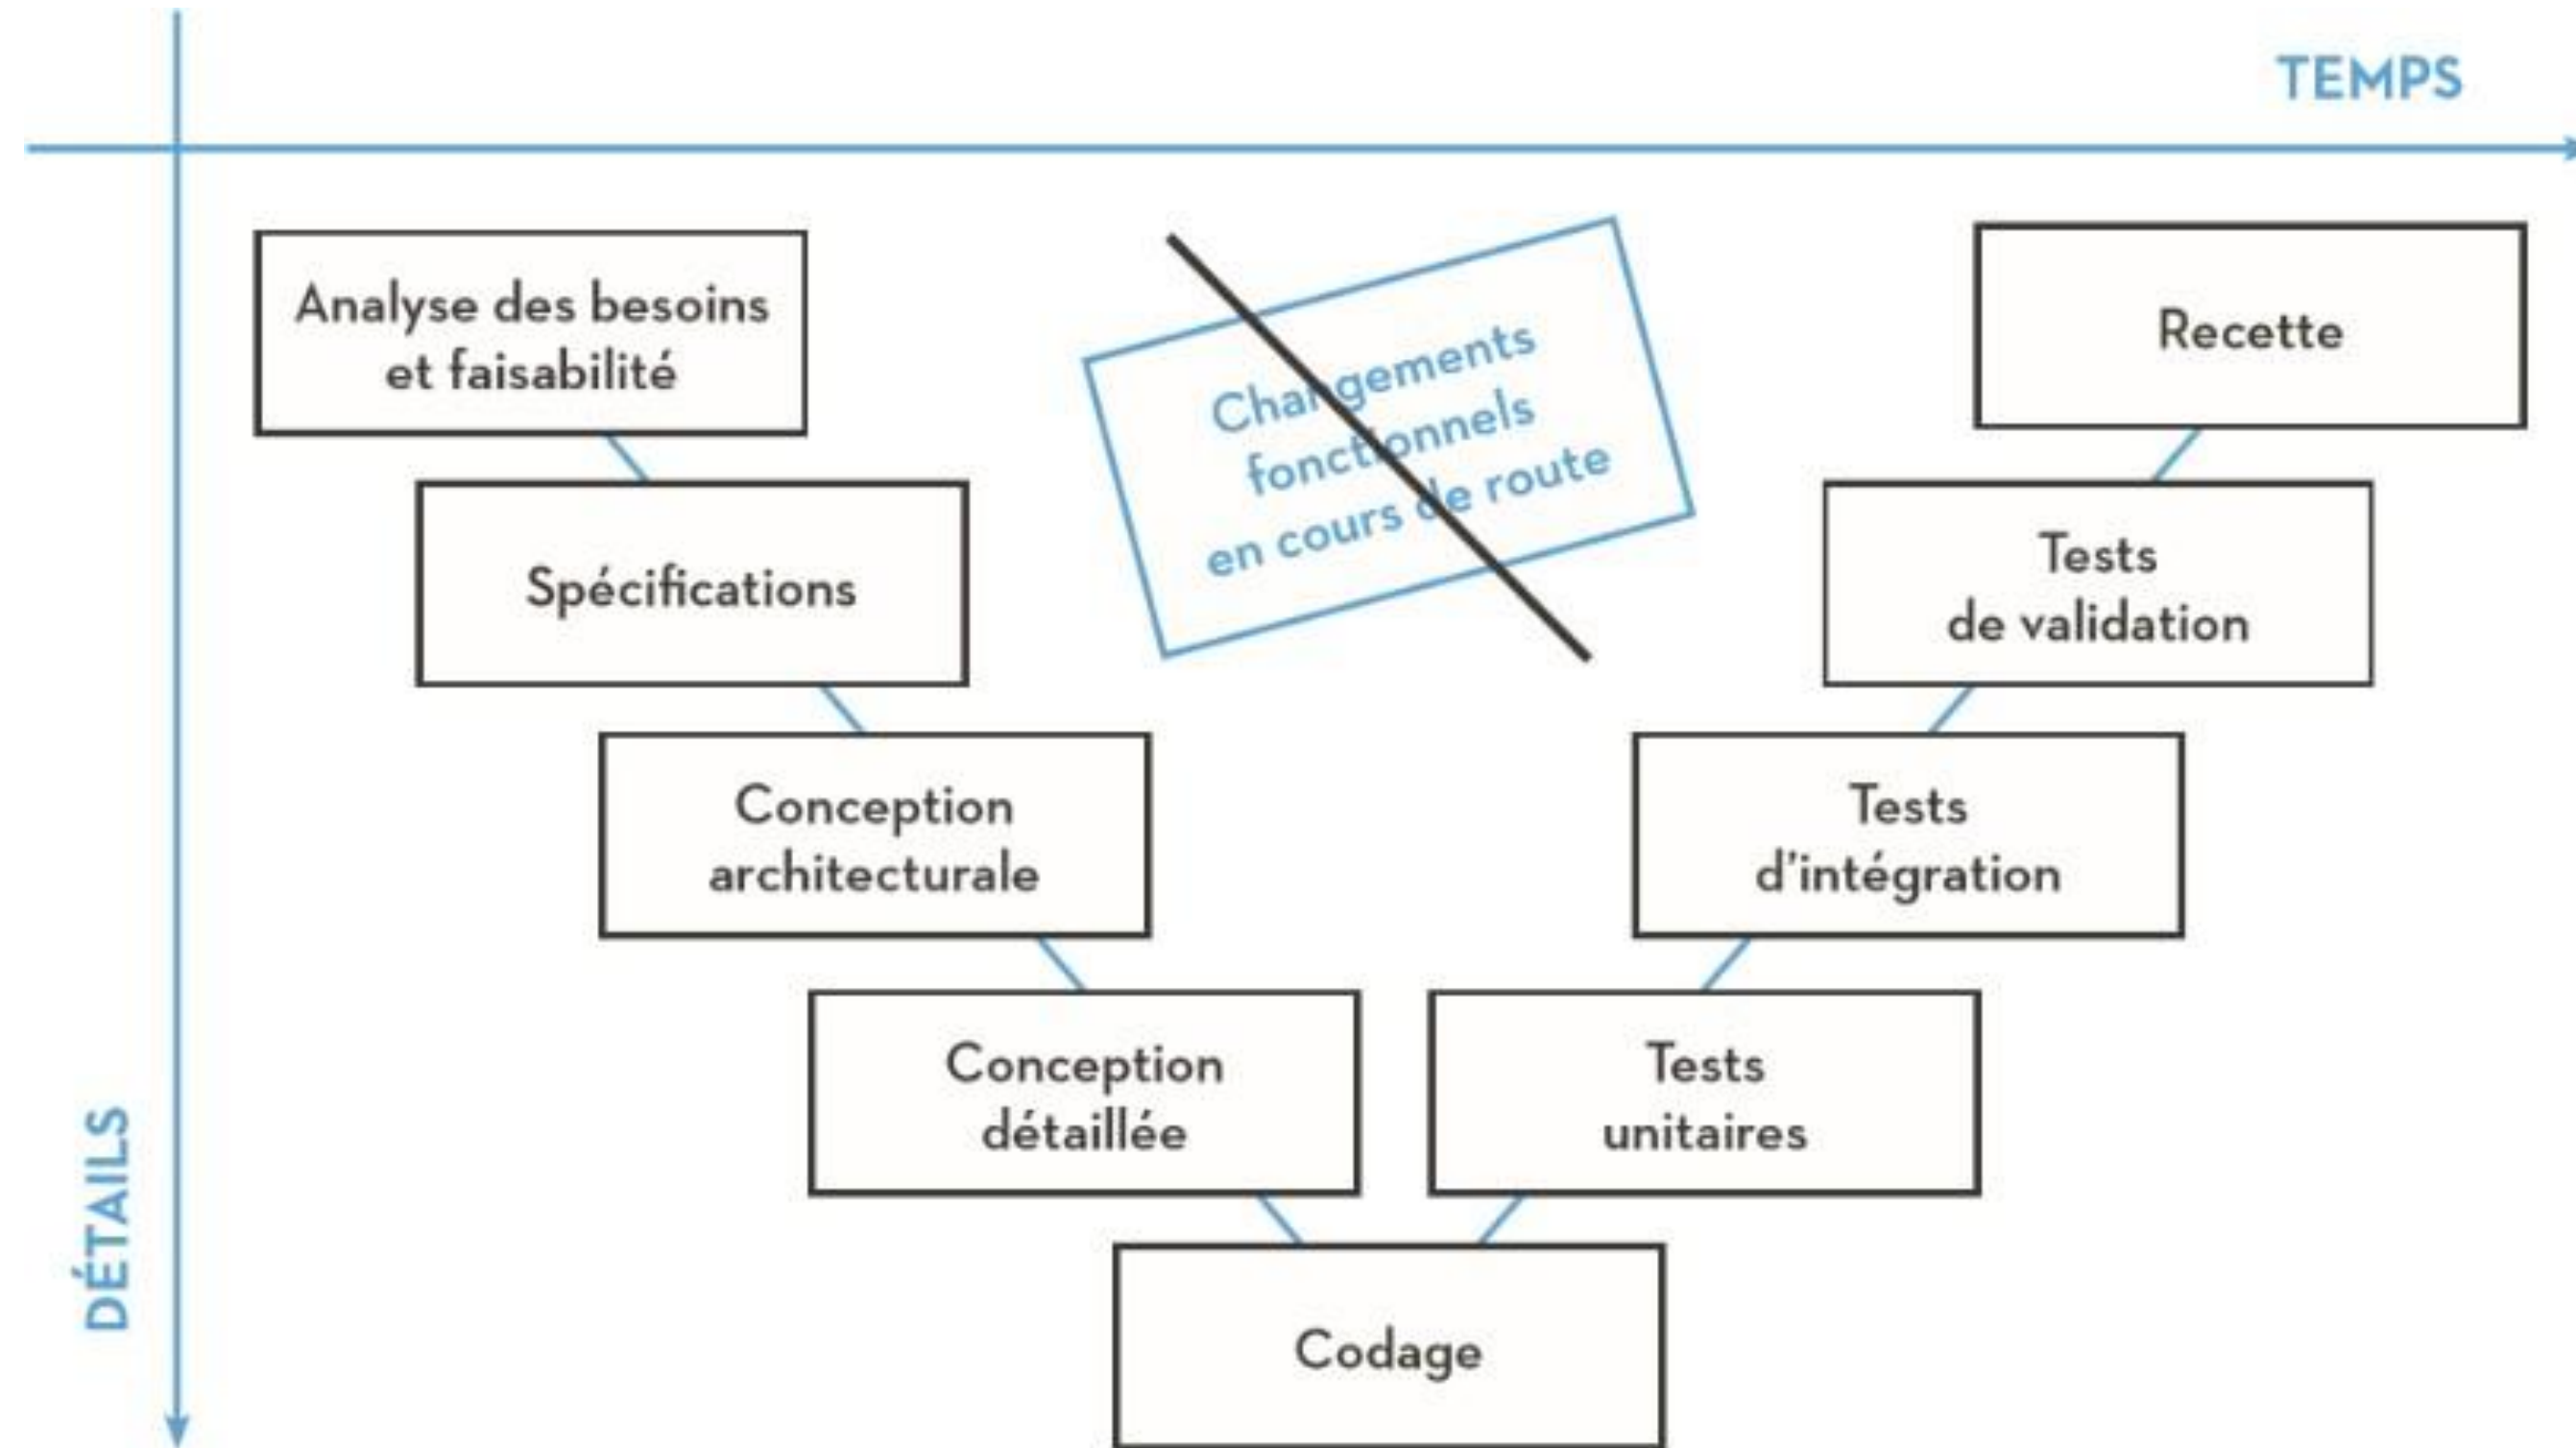 TEMPS
Analyse des besoins
et faisabilité
Changements
fonctionnels
en cours de route
Recette
Spécifications
Tests
de validation
Conception
architecturale
Tests
d'intégration
Conception
détaillée
Tests
unitaires
DÉTAILS
Codage